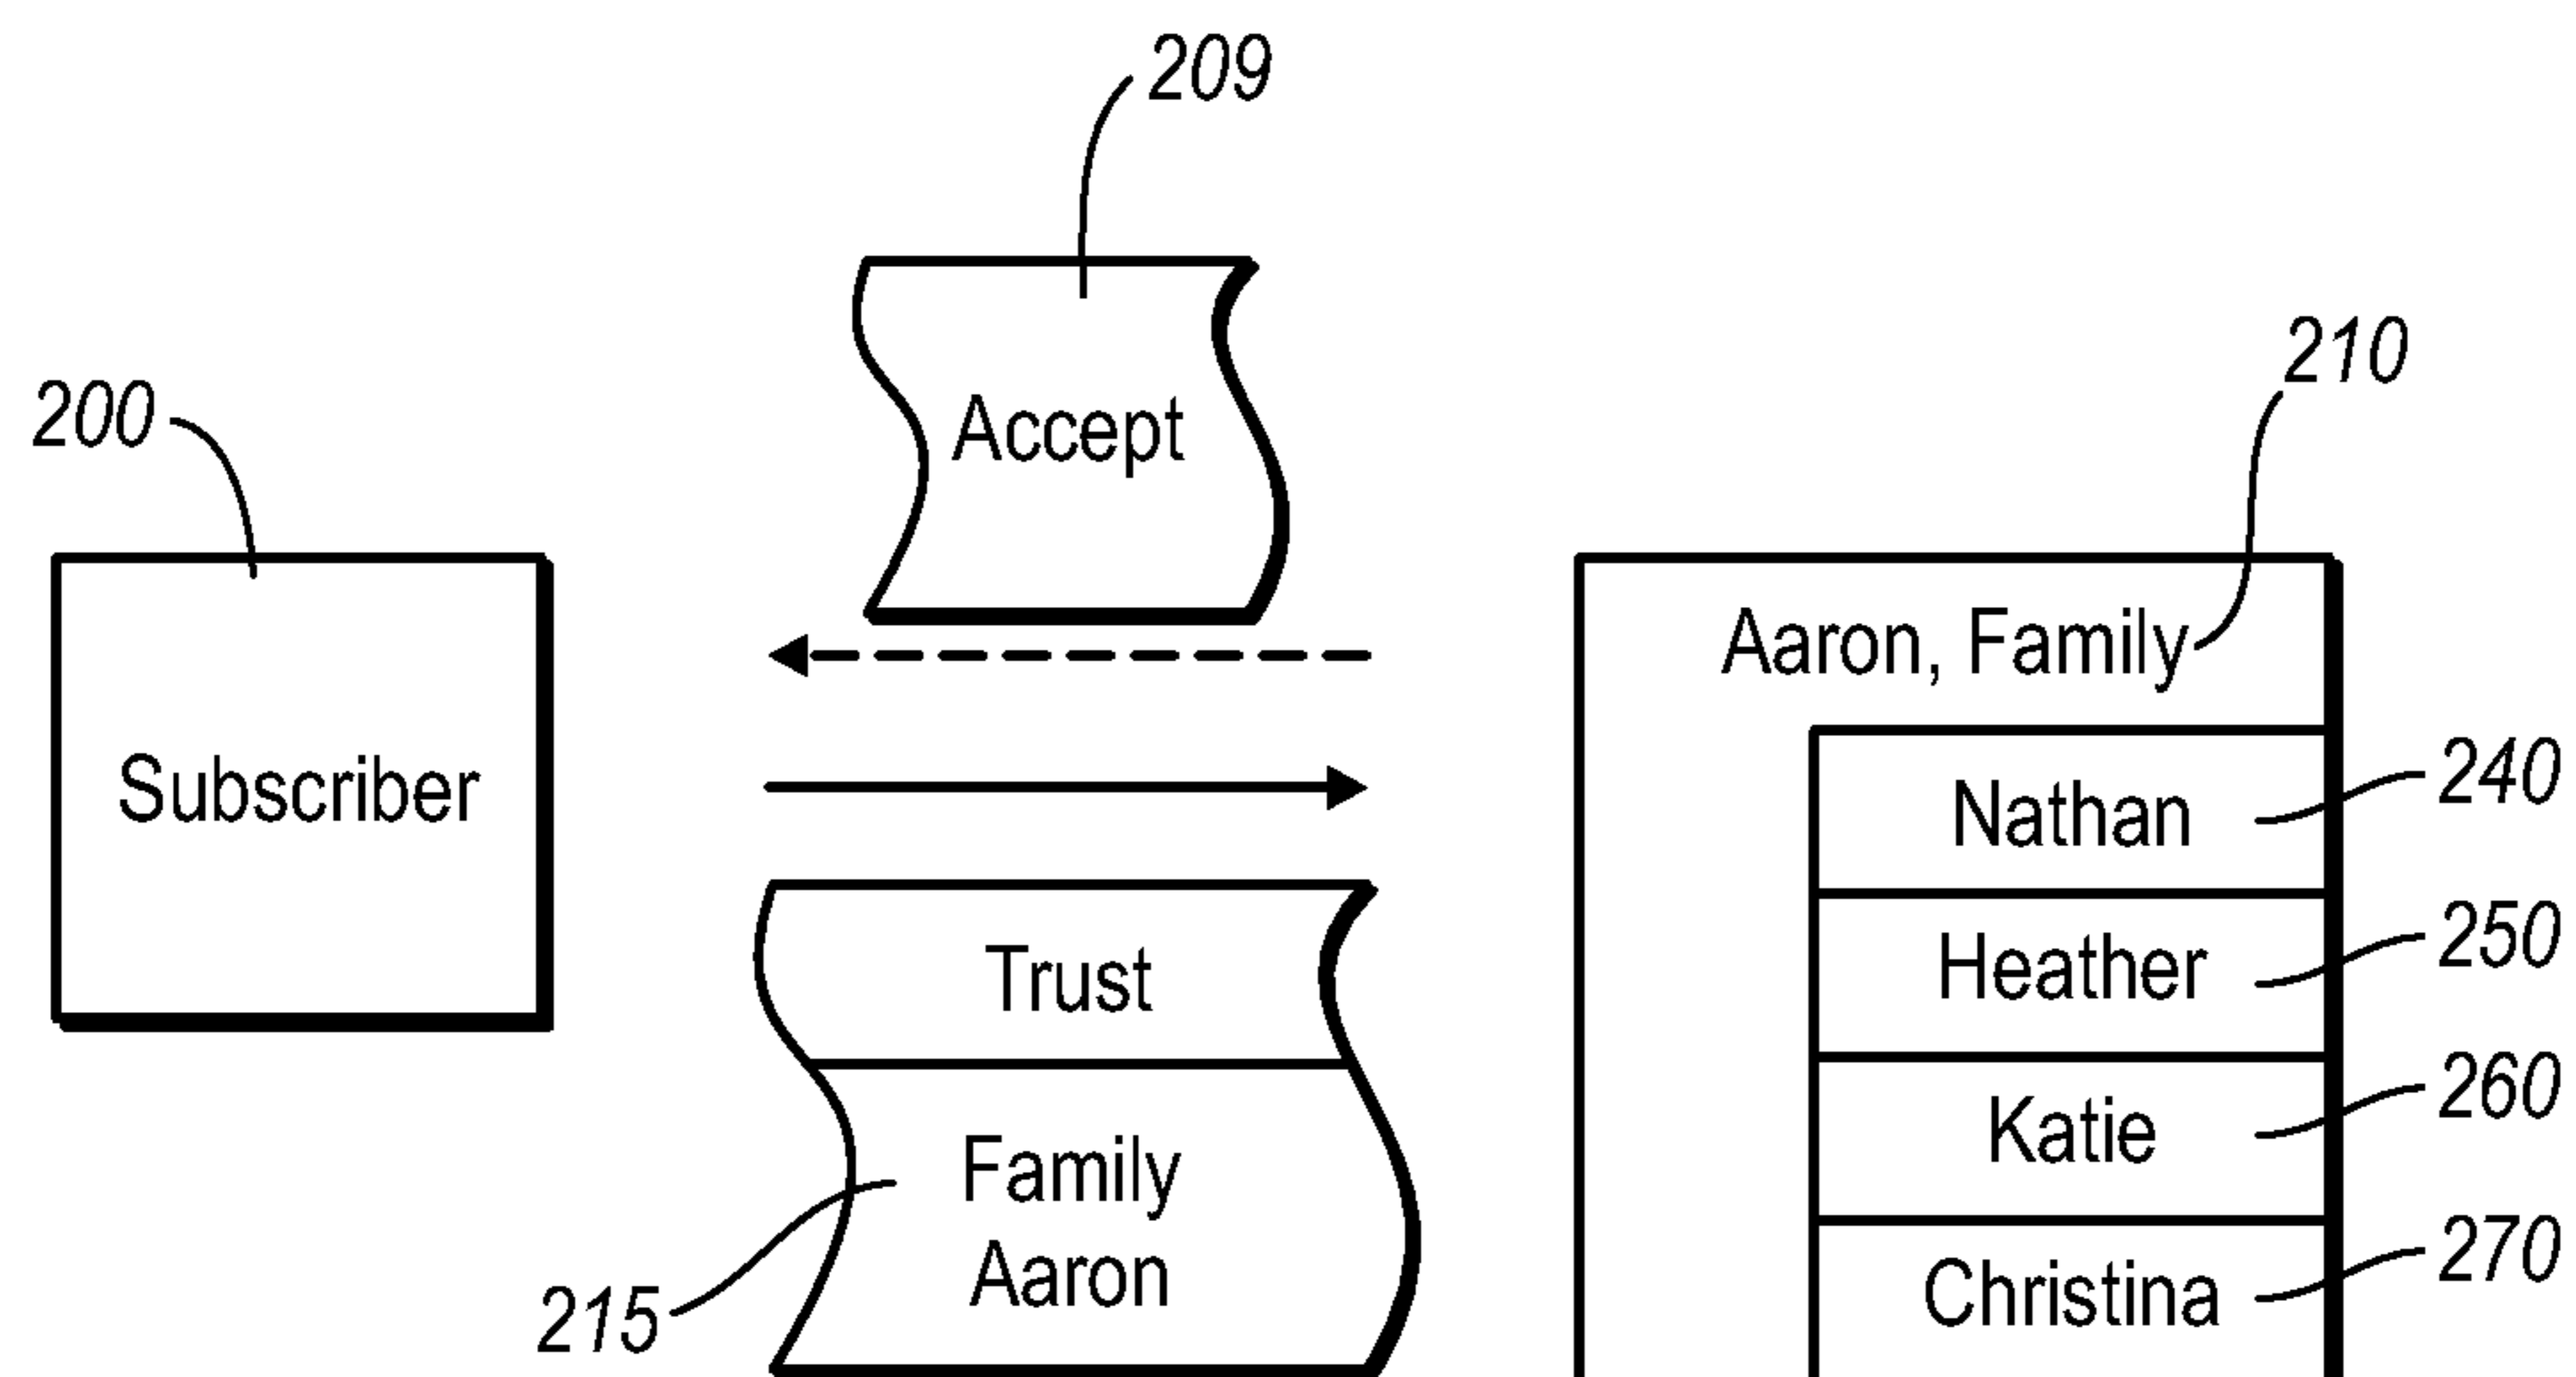 209
210
200
Accept
Aaron, Family
Subscriber
Nathan
240
Heather
250
Trust
Katie
260
Family
Aaron
Christina
270
215